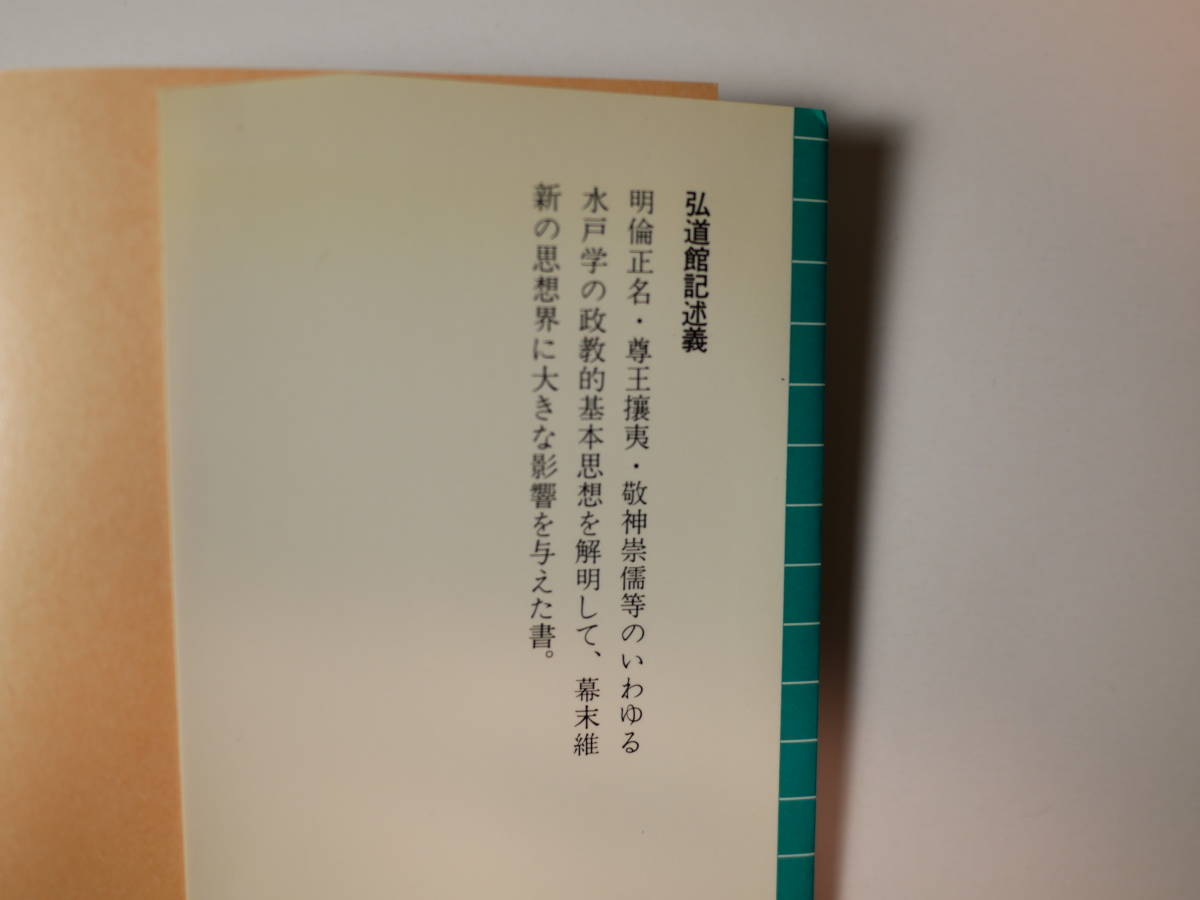 弘道館記述義
明倫正名・尊王攘夷・敬神崇儒等のいわゆる
水戸学の政教的基本思想を解明して、幕末維
新の思想界に大きな影響を与えた書。